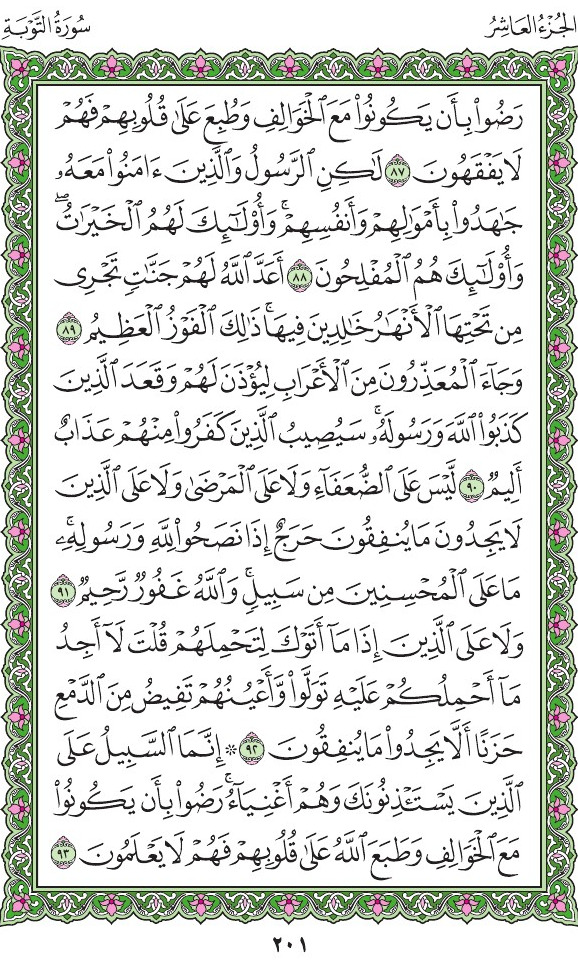 الجُزْءُ العَاشِرُ
سُورَةُ التَّوْبَةِ
رَضُوا۟ بِأَن يَكُونُوا۟ مَعَ ٱلْخَوَالِفِ وَطُبِعَ عَلَىٰ قُلُوبِهِمْ فَهُمْ
لَا يَفْقَهُونَ ٨٧ لَٰكِنِ ٱلرَّسُولُ وَٱلَّذِينَ ءَامَنُوا۟ مَعَهُۥ
جَٰهَدُوا۟ بِأَمْوَٰلِهِمْ وَأَنفُسِهِمْ ۚ وَأُو۟لَٰٓئِكَ لَهُمُ ٱلْخَيْرَٰتُ ۖ
وَأُو۟لَٰٓئِكَ هُمُ ٱلْمُفْلِحُونَ ٨٨ أَعَدَّ ٱللَّهُ لَهُمْ جَنَّٰتٍ تَجْرِى
مِن تَحْتِهَا ٱلْأَنْهَٰرُ خَٰلِدِينَ فِيهَا ۚ ذَٰلِكَ ٱلْفَوْزُ ٱلْعَظِيمُ ٨٩
وَجَآءَ ٱلْمُعَذِّرُونَ مِنَ ٱلْأَعْرَابِ لِيُؤْذَنَ لَهُمْ وَقَعَدَ ٱلَّذِينَ
كَذَبُوا۟ ٱللَّهَ وَرَسُولَهُۥ ۚ سَيُصِيبُ ٱلَّذِينَ كَفَرُوا۟ مِنْهُمْ عَذَابٌ
أَلِيمٌ ٩٠ لَّيْسَ عَلَى ٱلضُّعَفَآءِ وَلَا عَلَى ٱلْمَرْضَىٰ وَلَا عَلَى ٱلَّذِينَ
لَا يَجِدُونَ مَا يُنفِقُونَ حَرَجٌ إِذَا نَصَحُوا۟ لِلَّهِ وَرَسُولِهِۦ ۚ
مَا عَلَى ٱلْمُحْسِنِينَ مِن سَبِيلٍ ۚ وَٱللَّهُ غَفُورٌ رَّحِيمٌ ٩١
وَلَا عَلَى ٱلَّذِينَ إِذَا مَآ أَتَوْكَ لِتَحْمِلَهُمْ قُلْتَ لَآ أَجِدُ
مَآ أَحْمِلُكُمْ عَلَيْهِ تَوَلَّوا۟ وَّأَعْيُنُهُمْ تَفِيضُ مِنَ ٱلدَّمْعِ
حَزَنًا أَلَّا يَجِدُوا۟ مَا يُنفِقُونَ ٩٢ ۞ إِنَّمَا ٱلسَّبِيلُ عَلَى
ٱلَّذِينَ يَسْتَـْٔذِنُونَكَ وَهُمْ أَغْنِيَآءُ ۚ رَضُوا۟ بِأَن يَكُونُوا۟
مَعَ ٱلْخَوَالِفِ وَطَبَعَ ٱللَّهُ عَلَىٰ قُلُوبِهِمْ فَهُمْ لَا يَعْلَمُونَ ٩٣
٢٠١